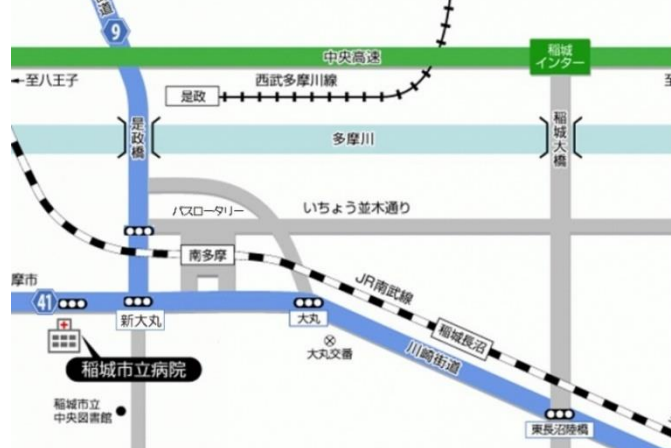 道
9
中央高速
稲城
インター
←至八王子
西武多摩川線
是政
是政橋
多摩川
稲城大橋
バスロータリー
いちょう並木通り
南多摩
摩市
JR南武線
41
新大丸
大丸
稲城長沼
大丸交番
川崎街道
稲城市立病院
稲城市立
中央図書館
東長沼陸橋